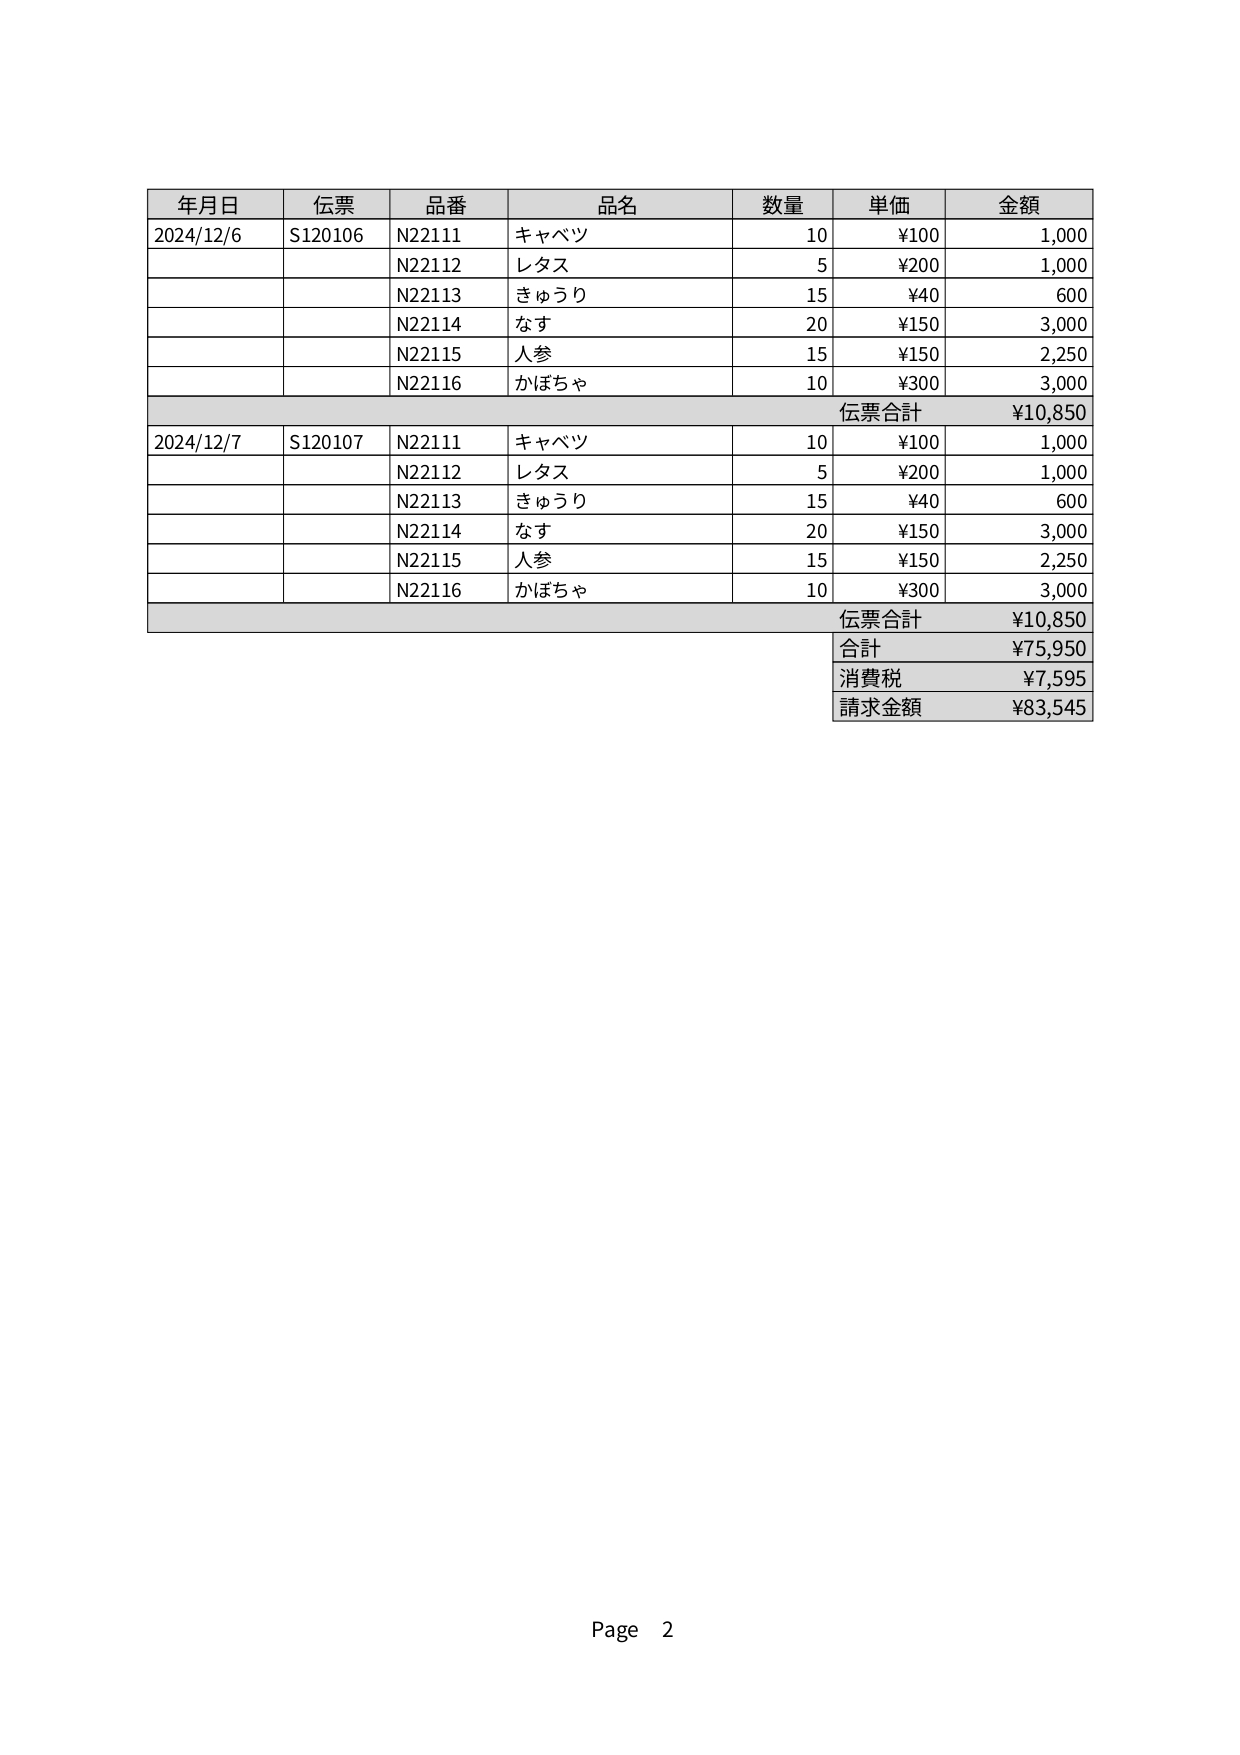 年月日 伝票 品番 品名 数量 単価 金額
2024/12/6 S120106 N22111 キャベツ 10 ¥100 1,000
N22112 レタス 5 ¥200 1,000
N22113 きゅうり 15 ¥40 600
N22114 なす 20 ¥150 3,000
N22115 人参 15 ¥150 2,250
N22116 かぼちゃ 10 ¥300 3,000
伝票合計 ¥10,850
2024/12/7 S120107 N22111 キャベツ 10 ¥100 1,000
N22112 レタス 5 ¥200 1,000
N22113 きゅうり 15 ¥40 600
N22114 なす 20 ¥150 3,000
N22115 人参 15 ¥150 2,250
N22116 かぼちゃ 10 ¥300 3,000
伝票合計 ¥10,850
合計 ¥75,950
消費税 ¥7,595
請求金額 ¥83,545
Page 2